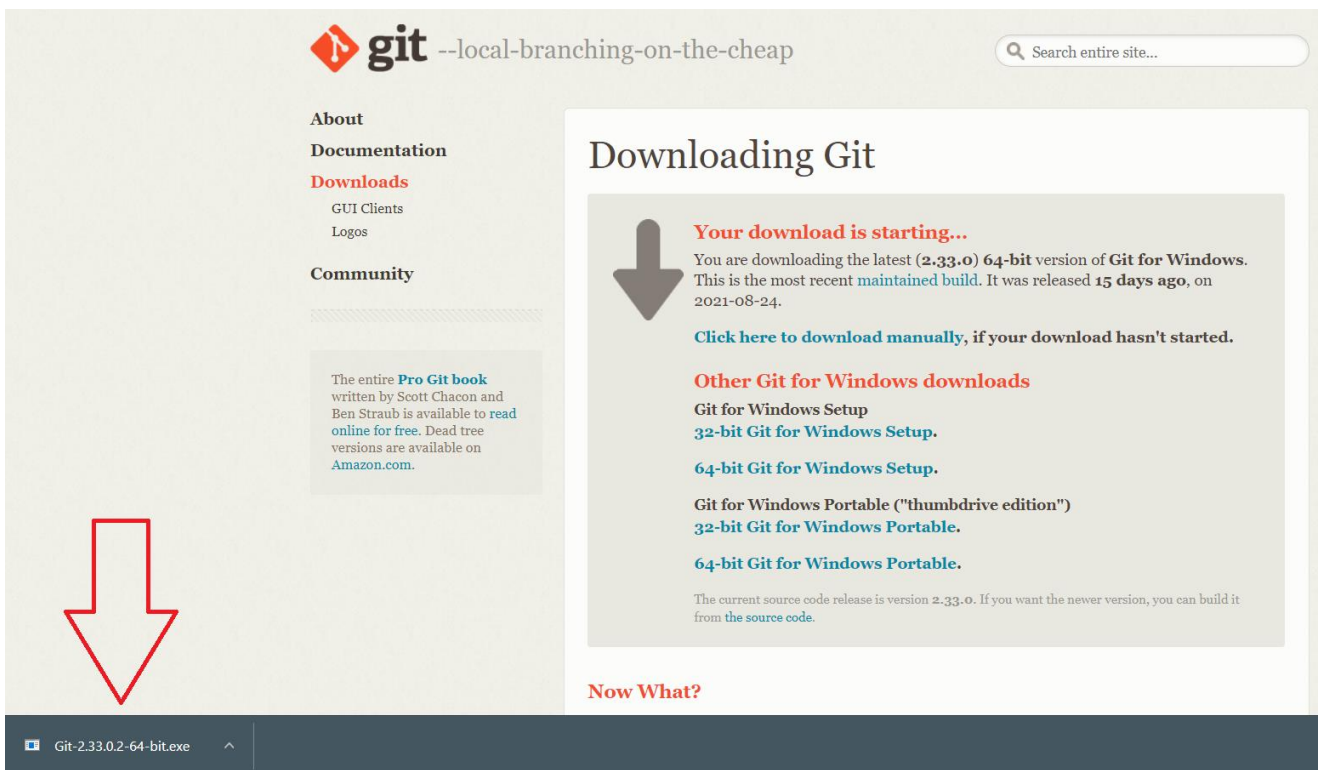 git --local-branching-on-the-cheap
Search entire site...
About
Documentation
Downloads
GUI Clients
Logos
Community
The entire Pro Git book
written by Scott Chacon and
Ben Straub is available to read
online for free. Dead tree
versions are available on
Amazon.com.
Downloading Git
Your download is starting...
You are downloading the latest (2.33.0) 64-bit version of Git for Windows.
This is the most recent maintained build. It was released 15 days ago, on
2021-08-24.
Click here to download manually, if your download hasn't started.
Other Git for Windows downloads
Git for Windows Setup
32-bit Git for Windows Setup.
64-bit Git for Windows Setup.
Git for Windows Portable ("thumbdrive edition")
32-bit Git for Windows Portable.
64-bit Git for Windows Portable.
The current source code release is version 2.33.0. If you want the newer version, you can build it
from the source code.
Now What?
Git-2.33.0.2-64-bit.exe